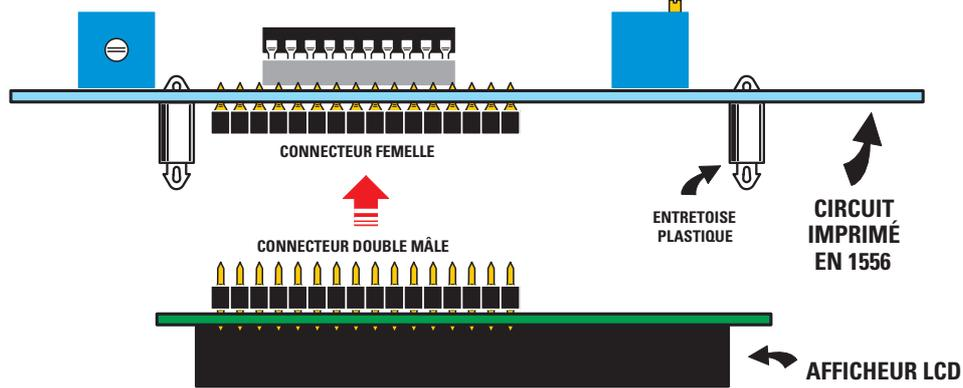 CONNECTEUR FEMELLE
ENTRETOISE
PLASTIQUE
CIRCUIT
IMPRIMÉ
EN 1556
CONNECTEUR DOUBLE MÂLE
AFFICHEUR LCD